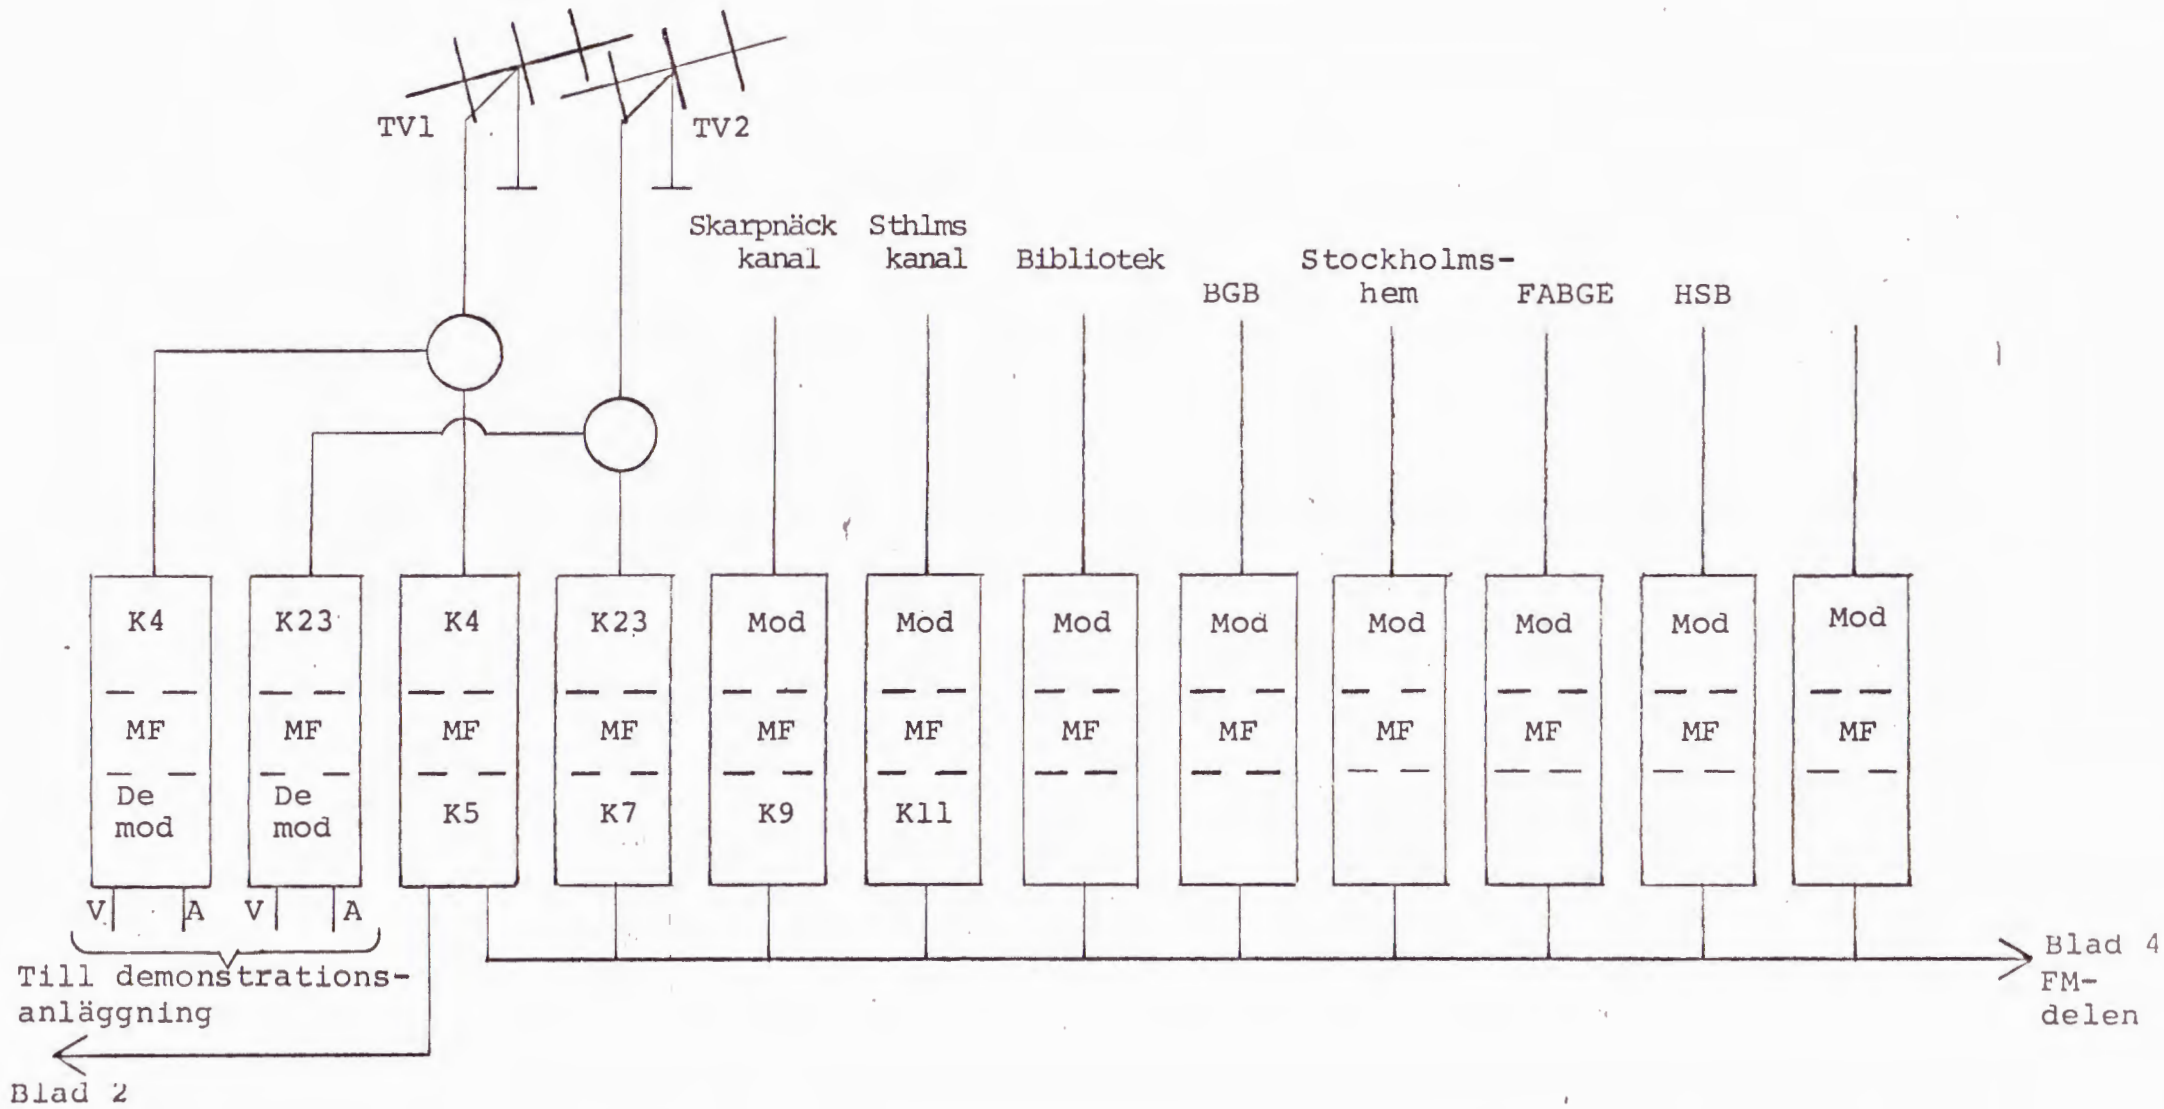 TV1
TV2
Skarpnäck
kanal
Sthlms
kanal
Bibliotek
BGB
Stockholms-
hem
FABGE
HSB
K4
K23
K4
K23
Mod
Mod
Mod
Mod
Mod
Mod
Mod
Mod
MF
MF
MF
MF
MF
MF
MF
MF
MF
MF
MF
MF
De
mod
De
mod
K5
K7
K9
K11
V
A
V
A
Till demonstrations-
anläggning
Blad 2
Blad 4
FM-
delen